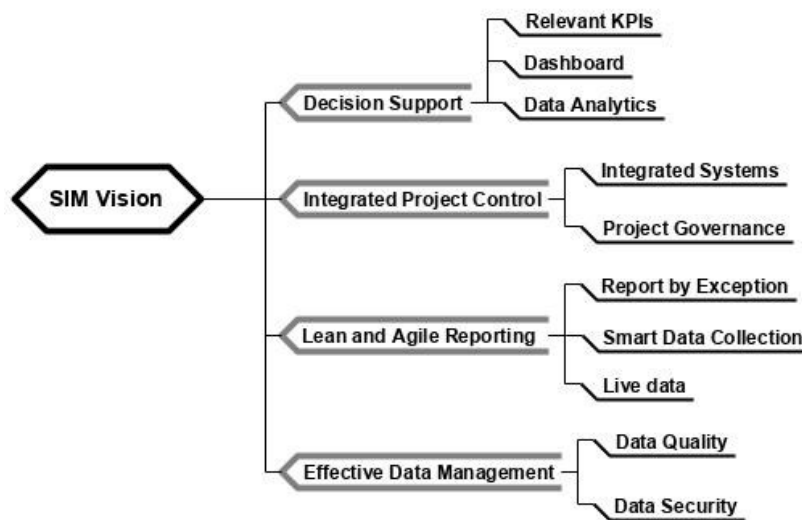 SIM Vision
Decision Support
Relevant KPIs
Dashboard
Data Analytics
Integrated Project Control
Integrated Systems
Project Governance
Lean and Agile Reporting
Report by Exception
Smart Data Collection
Live data
Effective Data Management
Data Quality
Data Security